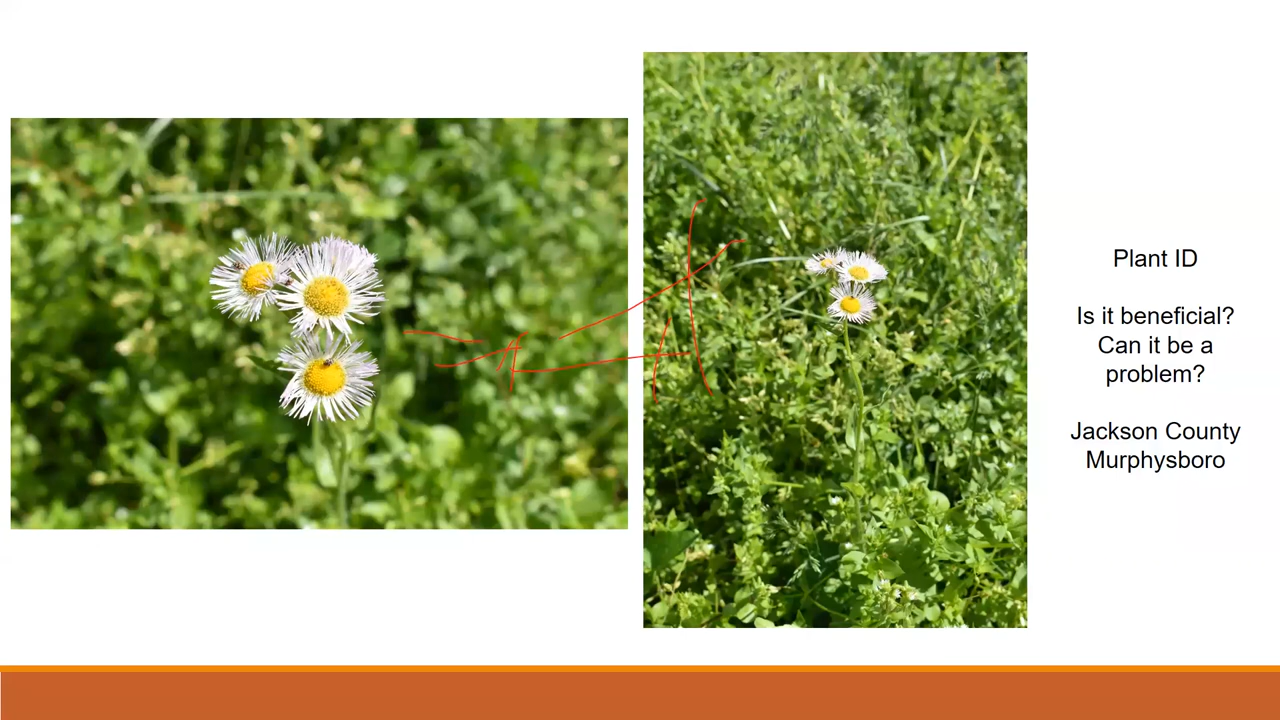 Plant ID
Is it beneficial?
Can it be a
problem?
Jackson County
Murphysboro